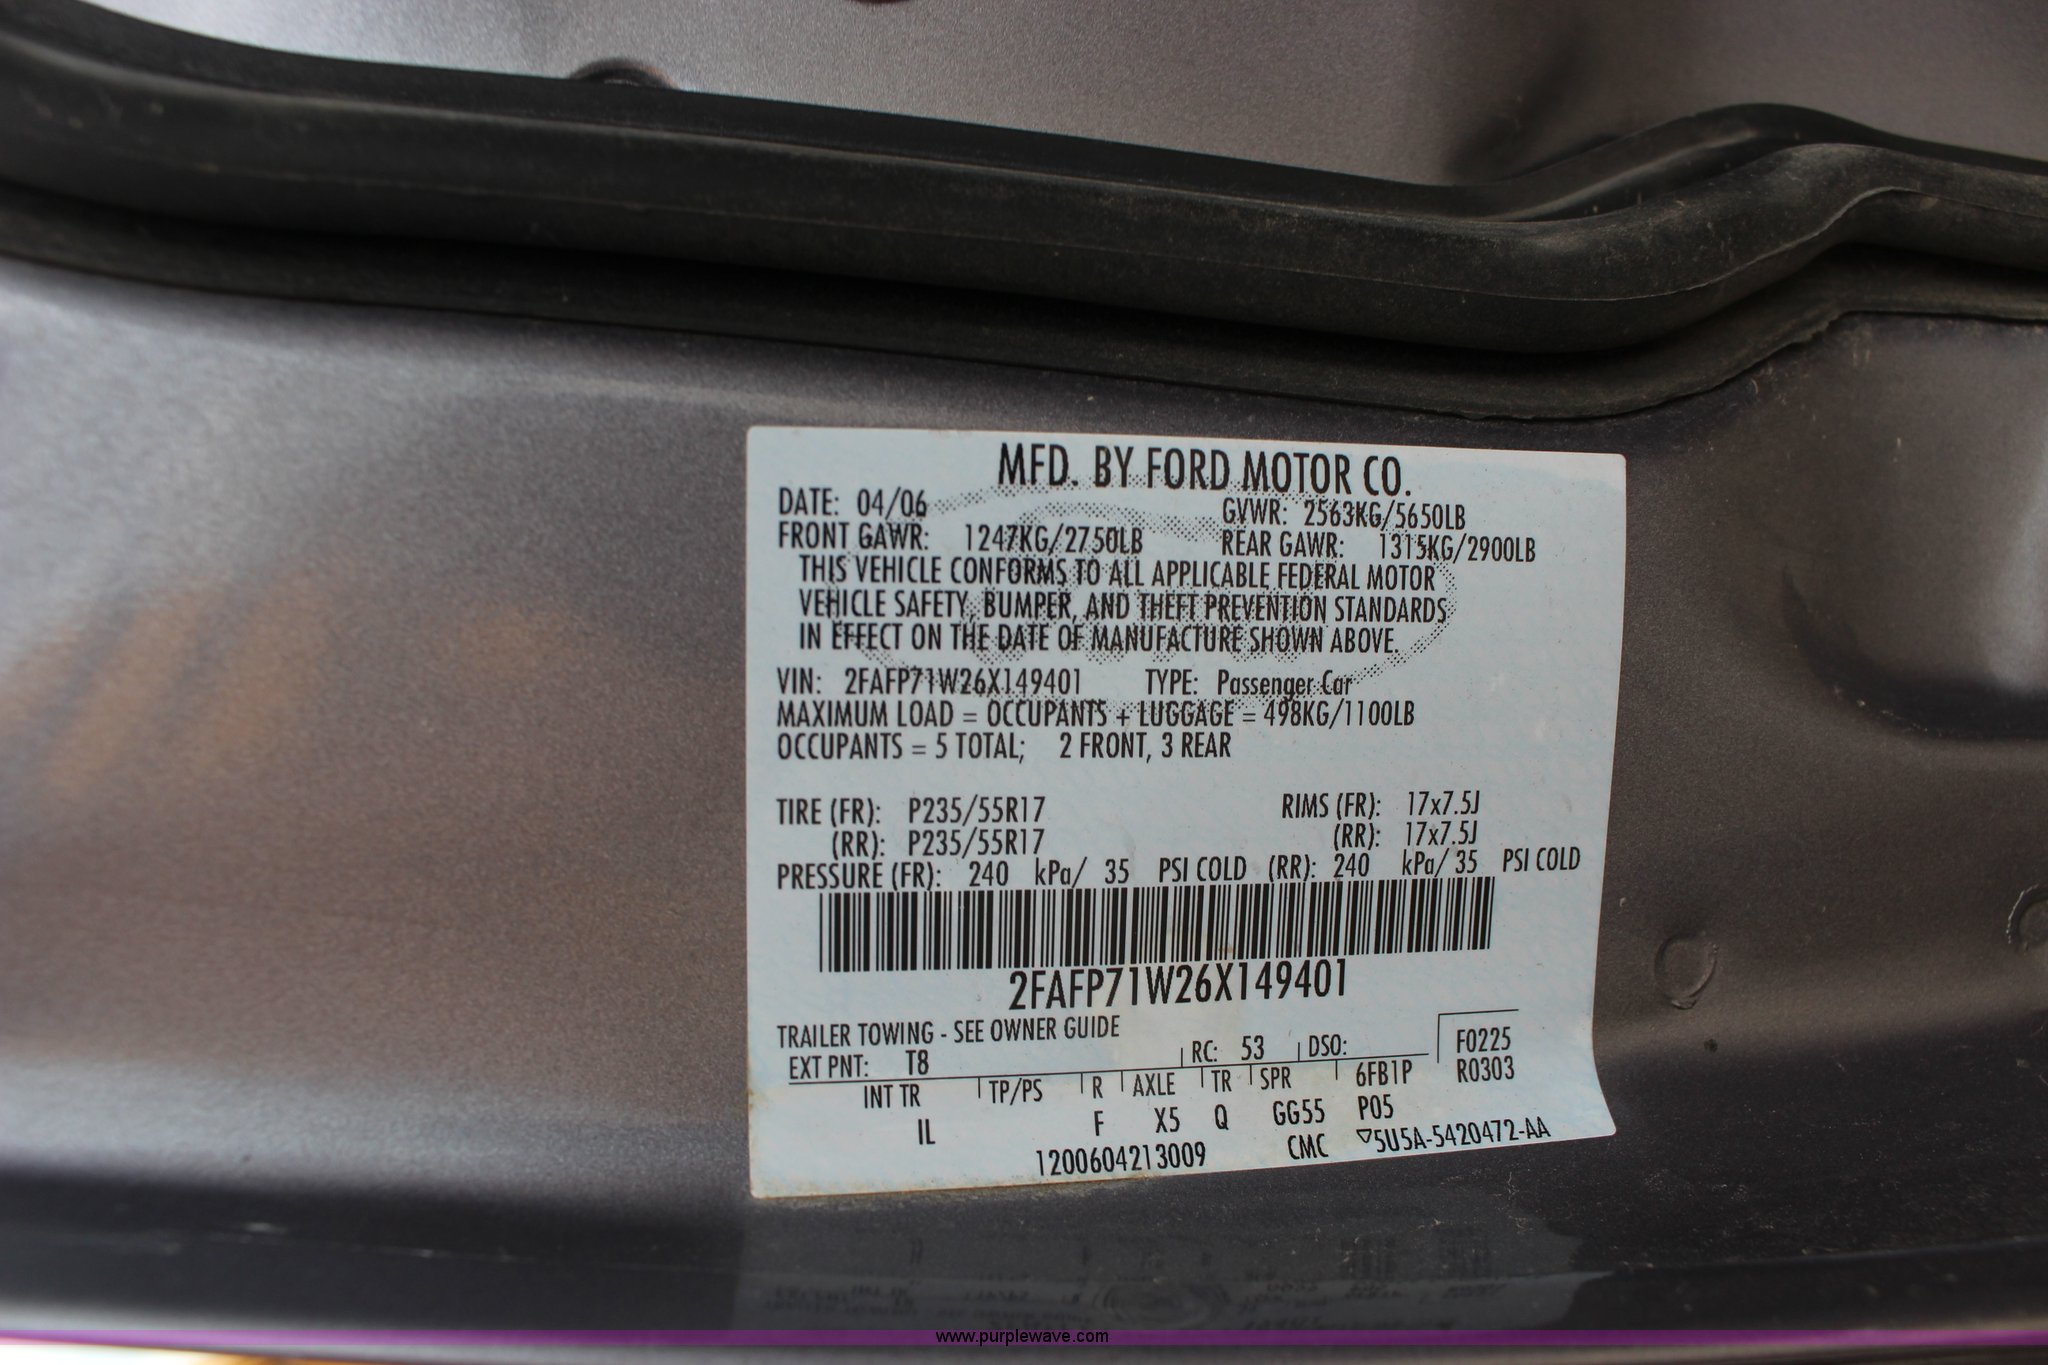 MFD. BY FORD MOTOR CO.
DATE: 04/06 GVWR: 2563KG/5650LB
FRONT GAWR: 1247KG/2750LB REAR GAWR: 1315KG/2900LB
THIS VEHICLE CONFORMS TO ALL APPLICABLE FEDERAL MOTOR
VEHICLE SAFETY, BUMPER, AND THEFT PREVENTION STANDARDS
IN EFFECT ON THE DATE OF MANUFACTURE SHOWN ABOVE.
VIN: 2FAFP71W26X149401 TYPE: Passenger Car
MAXIMUM LOAD = OCCUPANTS + LUGGAGE = 498KG/1100LB
OCCUPANTS = 5 TOTAL; 2 FRONT, 3 REAR
TIRE (FR): P235/55R17 RIMS (FR): 17x7.5J
(RR): P235/55R17 (RR): 17x7.5J
PRESSURE (FR): 240 kPa/ 35 PSI COLD (RR): 240 kPa/ 35 PSI COLD
2FAFP71W26X149401
TRAILER TOWING - SEE OWNER GUIDE
EXT PNT: T8 RC: 53 DSO: F0225
INT TR TP/PS R AXLE TR SPR 6FB1P R0303
IL F X5 Q GG55 P05
1200604213009 CMC ▽5U5A-5420472-AA
www.purplewave.com